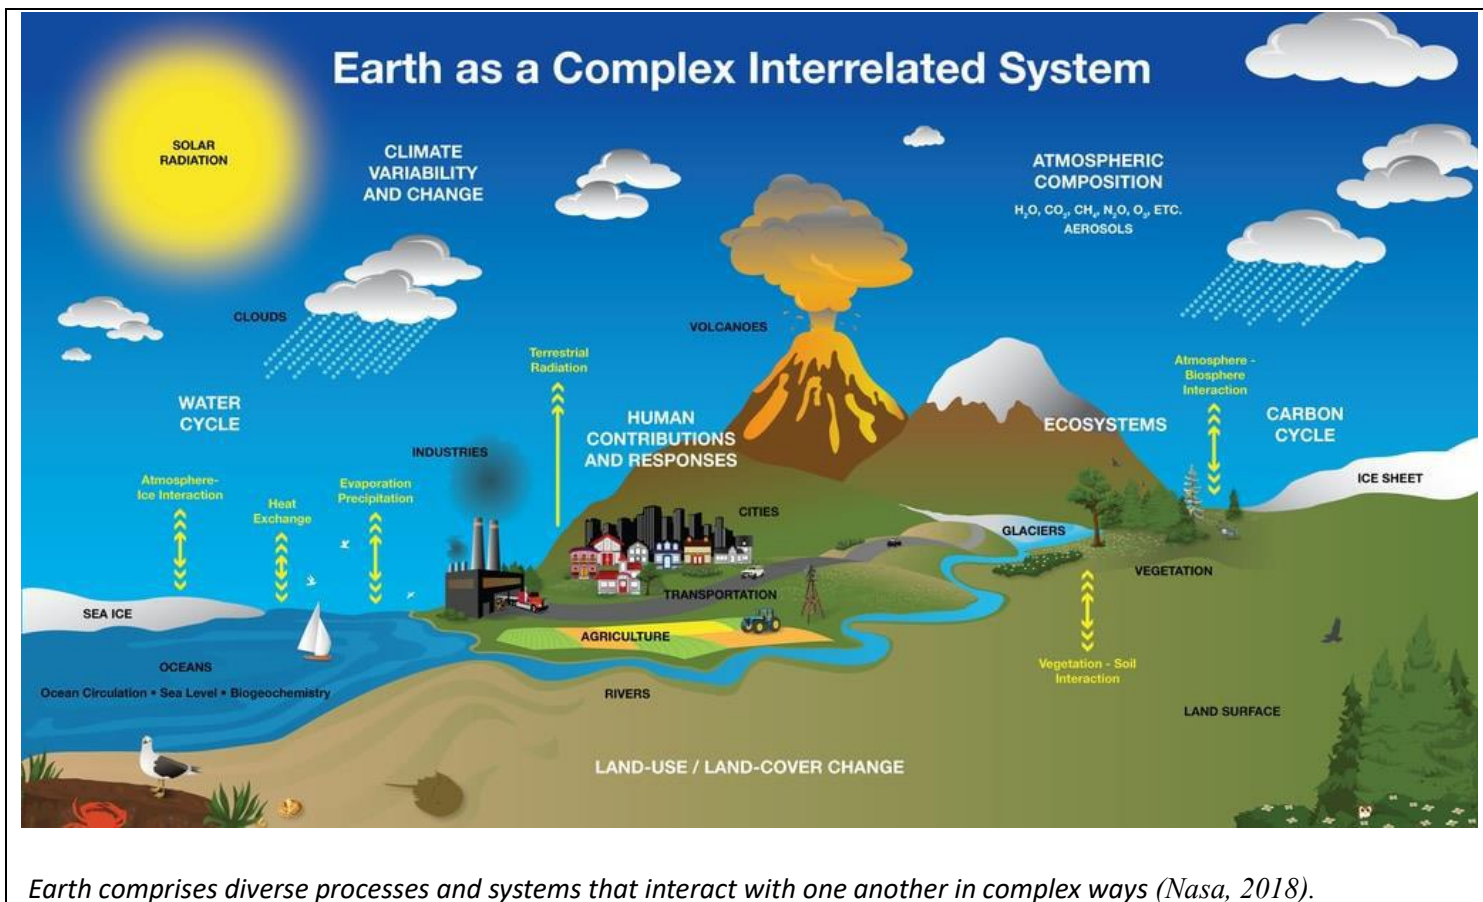 Earth as a Complex Interrelated System
SOLAR
RADIATION
CLIMATE
VARIABILITY
AND CHANGE
ATMOSPHERIC
COMPOSITION
H₂O, CO₂, CH₄, N₂O, O₃, ETC.
AEROSOLS
CLOUDS
VOLCANOES
Terrestrial
Radiation
Atmosphere -
Biosphere
Interaction
WATER
CYCLE
HUMAN
CONTRIBUTIONS
AND RESPONSES
ECOSYSTEMS
CARBON
CYCLE
INDUSTRIES
Atmosphere-
Ice Interaction
Heat
Exchange
Evaporation
Precipitation
ICE SHEET
CITIES
GLACIERS
VEGETATION
SEA ICE
TRANSPORTATION
AGRICULTURE
OCEANS
Ocean Circulation • Sea Level • Biogeochemistry
RIVERS
Vegetation - Soil
Interaction
LAND SURFACE
LAND-USE / LAND-COVER CHANGE
Earth comprises diverse processes and systems that interact with one another in complex ways (Nasa, 2018).